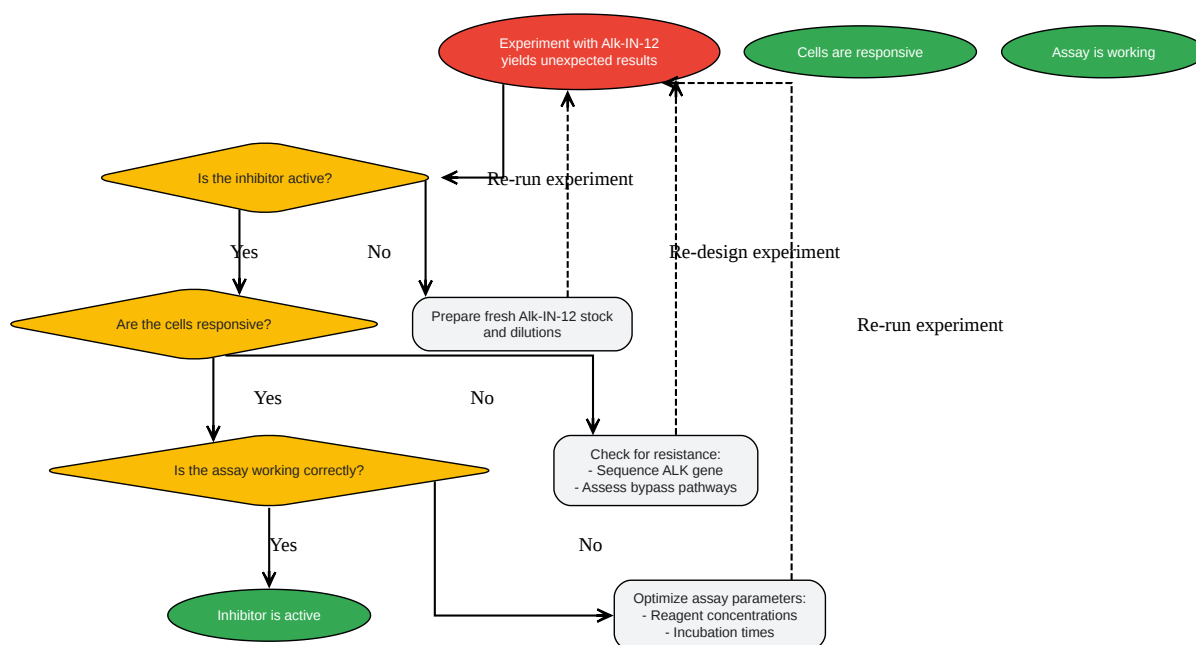 Experiment with Alk-IN-12
yields unexpected results
Cells are responsive
Assay is working
Is the inhibitor active?
Re-run experiment
Yes
No
Re-design experiment
Are the cells responsive?
Prepare fresh Alk-IN-12 stock
and dilutions
Re-run experiment
Yes
No
Is the assay working correctly?
Check for resistance:
- Sequence ALK gene
- Assess bypass pathways
Yes
No
Inhibitor is active
Optimize assay parameters:
- Reagent concentrations
- Incubation times